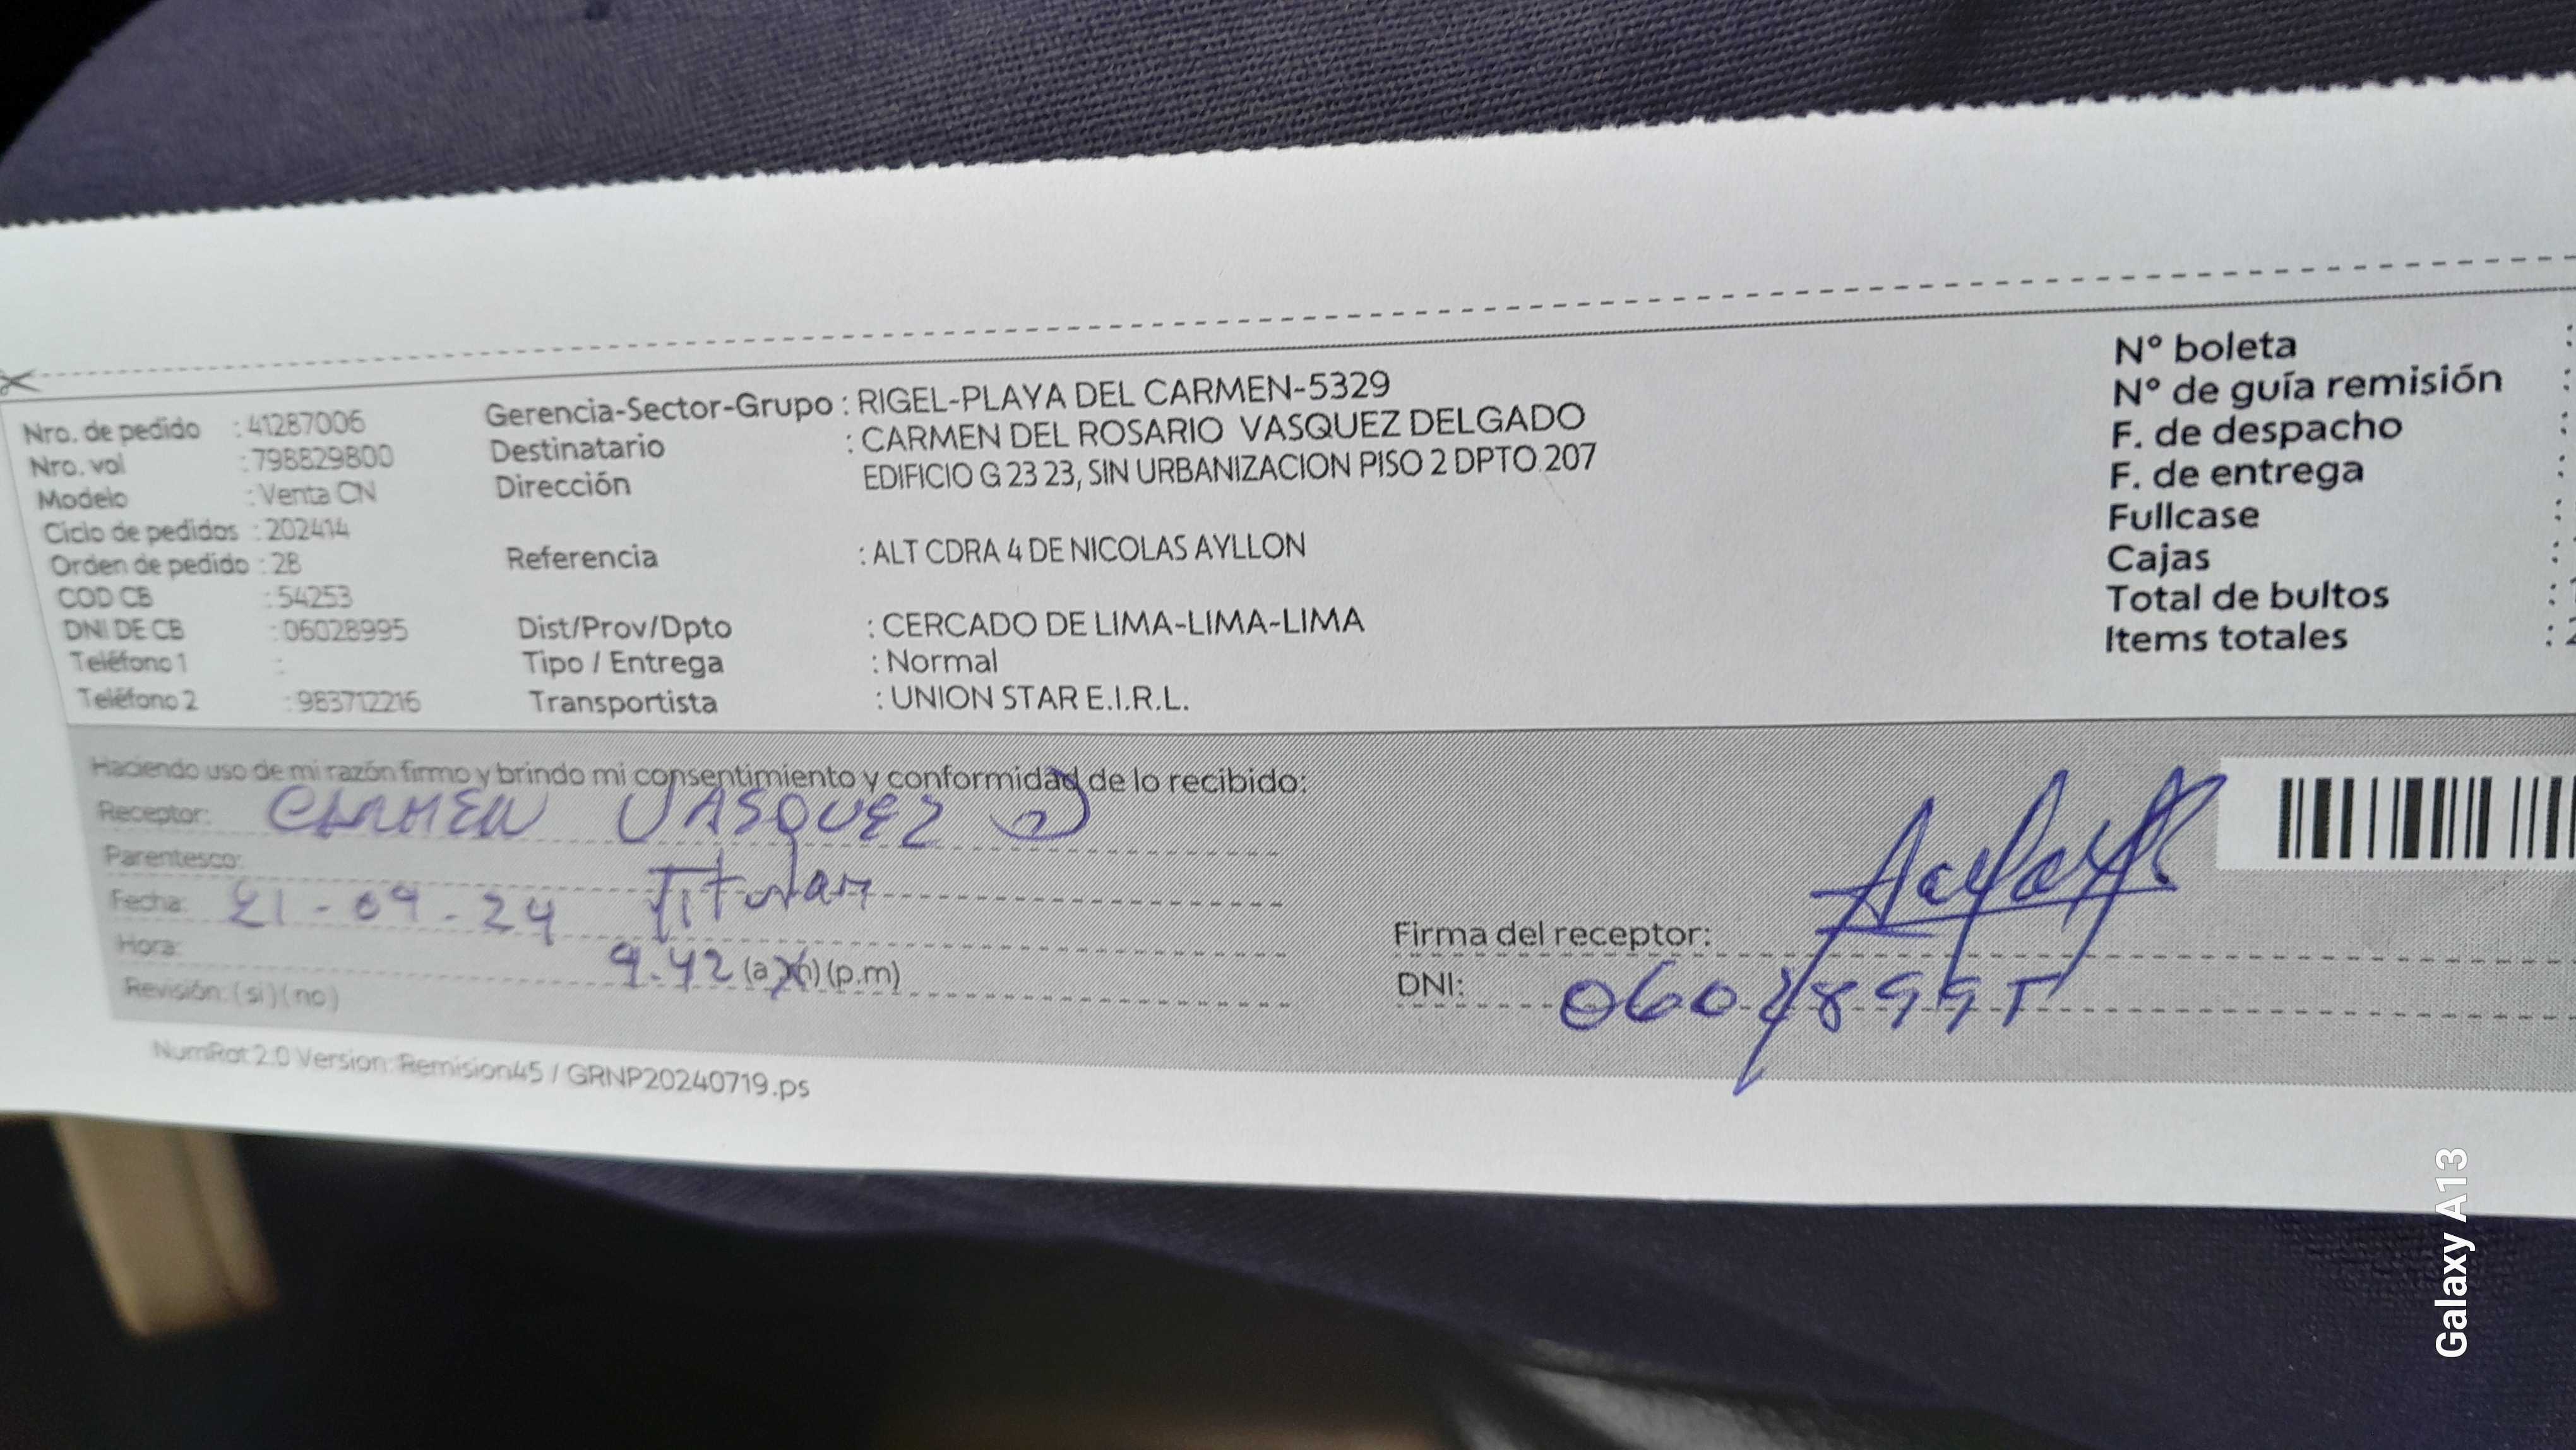 Nro. de pedido : 41287006
Nro. vol : 798829800
Modelo : Venta CN
Ciclo de pedidos : 202414
Orden de pedido : 28
COD CB : 54253
DNI DE CB : 06028995
Teléfono 1 :
Teléfono 2 : 983712216
Gerencia-Sector-Grupo : RIGEL-PLAYA DEL CARMEN-5329
Destinatario : CARMEN DEL ROSARIO VASQUEZ DELGADO
Dirección EDIFICIO G 23 23, SIN URBANIZACION PISO 2 DPTO 207
Referencia : ALT CDRA 4 DE NICOLAS AYLLON
Dist/Prov/Dpto : CERCADO DE LIMA-LIMA-LIMA
Tipo / Entrega : Normal
Transportista : UNION STAR E.I.R.L.
N° boleta :
N° de guía remisión :
F. de despacho :
F. de entrega :
Fullcase :
Cajas :
Total de bultos :
Items totales : 2
Haciendo uso de mi razón firmo y brindo mi consentimiento y conformidad de lo recibido:
Receptor: CARMEN VASQUEZ D
Parentesco: Titular
Fecha: 21-09-24
Hora: 9.42 (a.m) (p.m)
Revisión: (si) (no)
Firma del receptor:
DNI: 06028995
NumRot 2.0 Version: Remision45 / GRNP20240719.ps
Galaxy A13